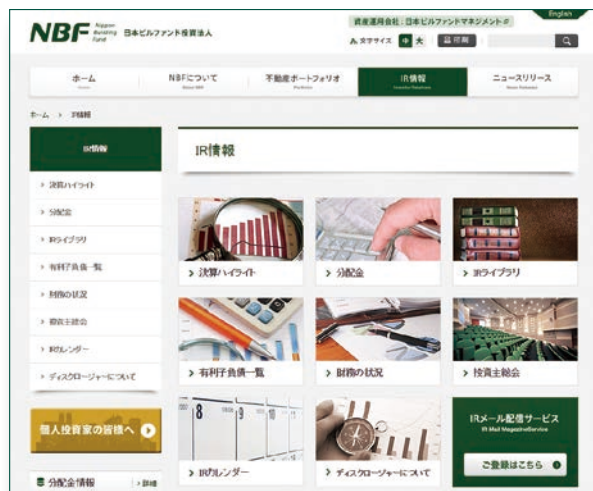 English
NBF Nippon Building Fund 日本ビルファンド投資法人
資産運用会社：日本ビルファンドマネジメント
文字サイズ 中 大 印刷
ホーム NBFについて 不動産ポートフォリオ IR情報 ニュースリリース
Investor Relations News Release
ホーム > IR情報
IR情報
> 決算ハイライト
> 分配金
> IRライブラリ
> 有利子負債一覧
> 財務の状況
> 投資主総会
> IRカレンダー
> ディスクロージャーについて
個人投資家の皆様へ
分配金情報 > 詳細
IR情報
> 決算ハイライト
> 分配金
> IRライブラリ
> 有利子負債一覧
> 財務の状況
> 投資主総会
8 9 10
> IRカレンダー
> ディスクロージャーについて
IRメール配信サービス
IR Mail MagazineService
ご登録はこちら